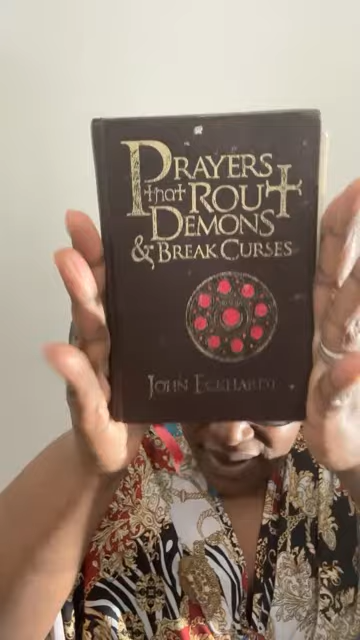 PRAYERS
that ROUT
DEMONS
& BREAK CURSES
JOHN ECKHARDT